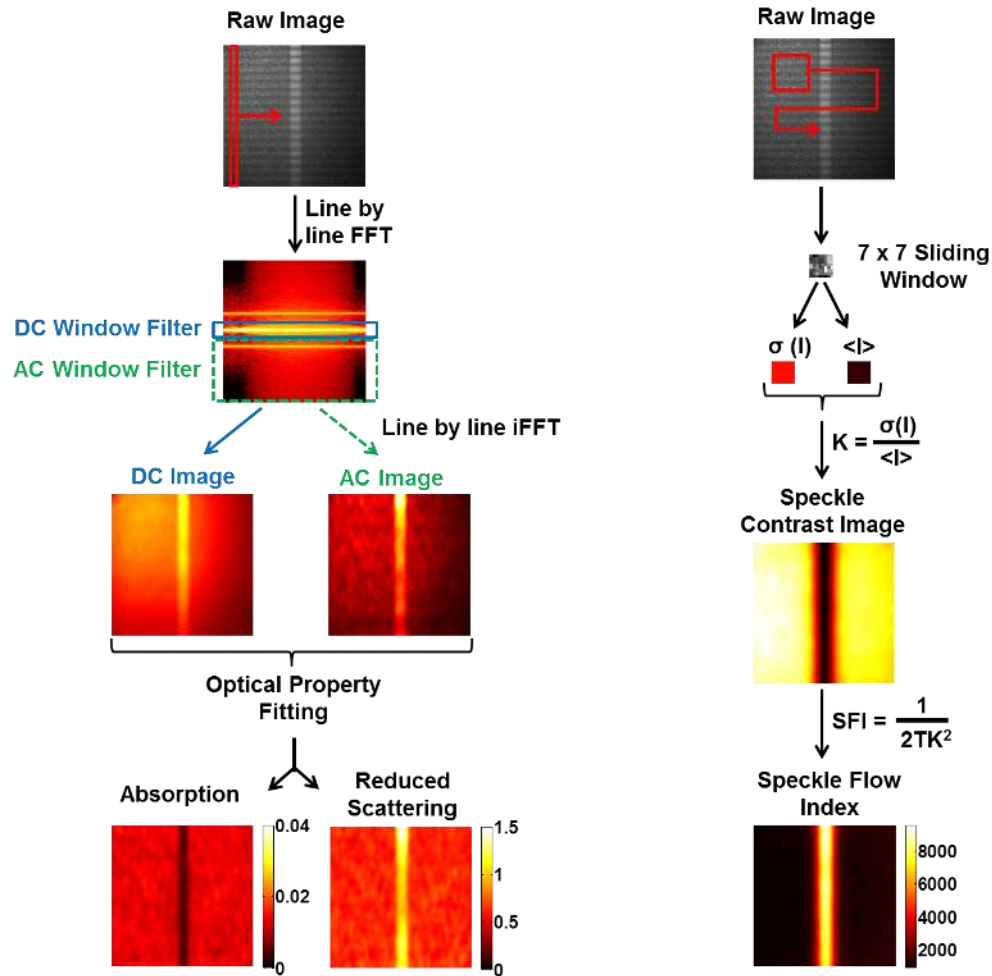 Raw Image
Line by
line FFT
DC Window Filter
AC Window Filter
Line by line iFFT
DC Image
AC Image
Optical Property
Fitting
Absorption
0.04
0.02
0
Reduced
Scattering
1.5
1
0.5
0
Raw Image
7 x 7 Sliding
Window
σ (I)
<I>
K = σ(I)
<I>
Speckle
Contrast Image
SFI = 1
2TK²
Speckle Flow
Index
8000
6000
4000
2000